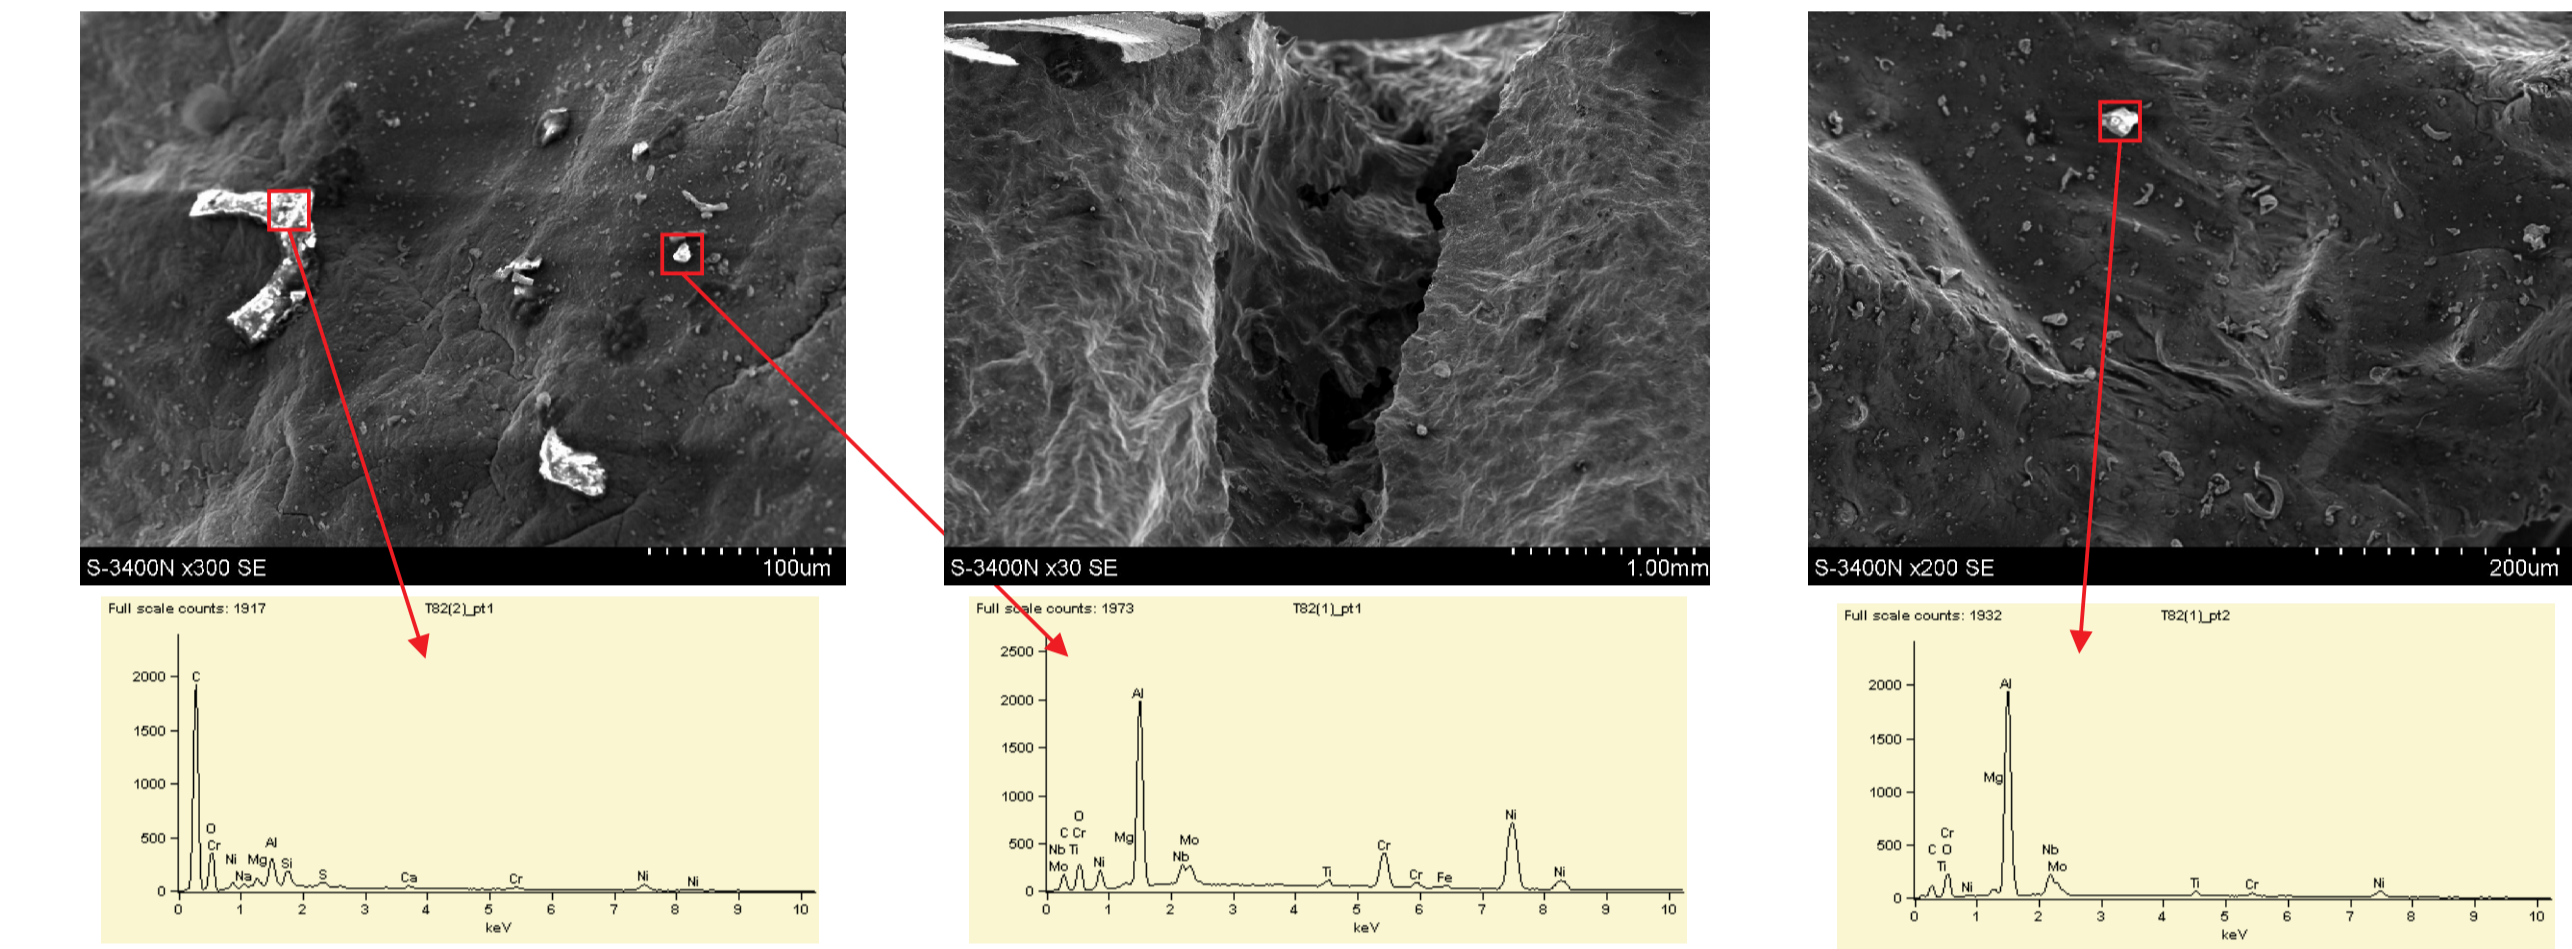 S-3400N x300 SE 100um
S-3400N x30 SE 1.00mm
S-3400N x200 SE 200um
Full scale counts: 1917 T82(2)_pt1
2000
1500
1000
500
0
C
O
Cr
Ni
Na
Mg
Al
Si
S
Ca
Cr
Ni
Ni
0 1 2 3 4 5 6 7 8 9 10
keV
Full scale counts: 1973 T82(1)_pt1
2500
2000
1500
1000
500
0
O
C Cr
Nb Ti
Mo
Ni
Mg
Al
Nb
Mo
Ti
Cr
Cr
Fe
Ni
Ni
0 1 2 3 4 5 6 7 8 9 10
keV
Full scale counts: 1932 T82(1)_pt2
2000
1500
1000
500
0
Cr
C O
Ti
Ni
Mg
Al
Nb
Mo
Ti
Cr
Ni
0 1 2 3 4 5 6 7 8 9 10
keV